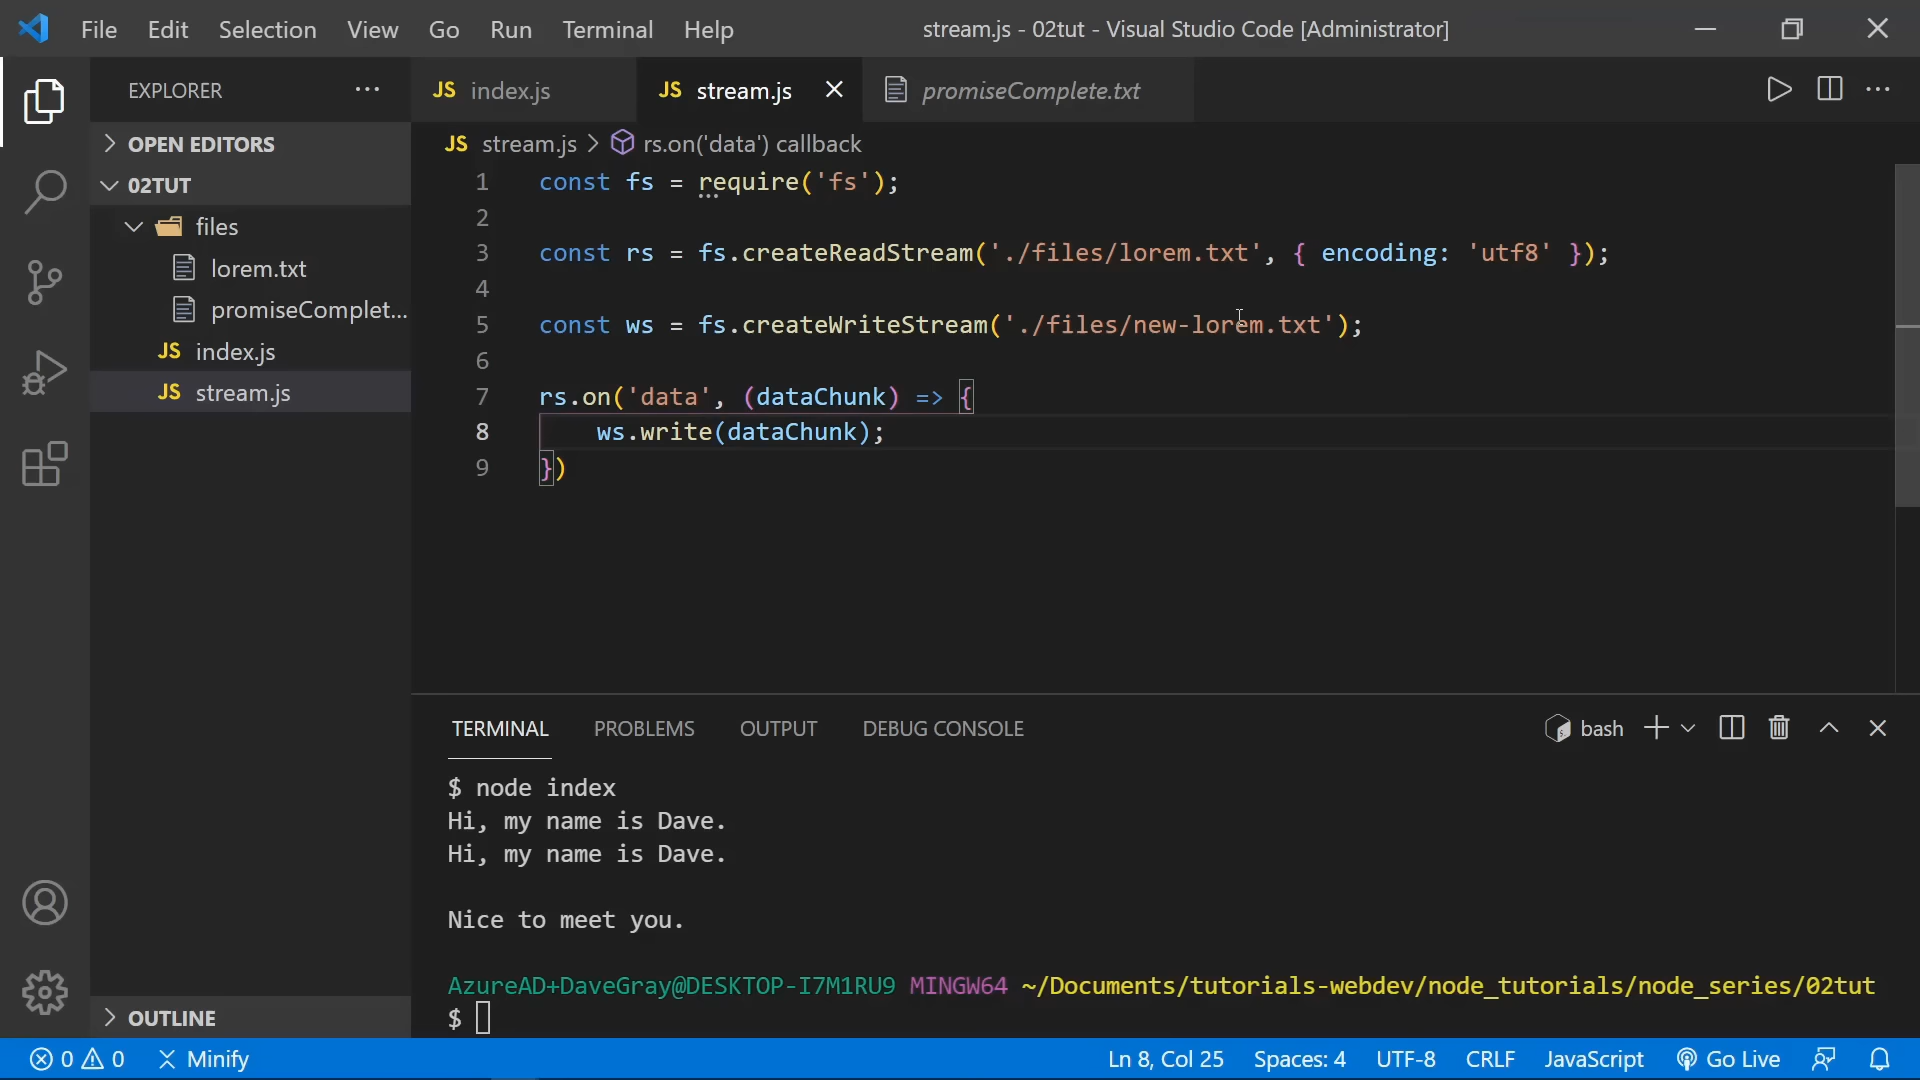 File Edit Selection View Go Run Terminal Help stream.js - 02tut - Visual Studio Code [Administrator]
EXPLORER ···
OPEN EDITORS
02TUT
files
lorem.txt
promiseComplet...
JS index.js
JS stream.js
OUTLINE
JS index.js JS stream.js promiseComplete.txt
JS stream.js > rs.on('data') callback
1 const fs = require('fs');
2
3 const rs = fs.createReadStream('./files/lorem.txt', { encoding: 'utf8' });
4
5 const ws = fs.createWriteStream('./files/new-lorem.txt');
6
7 rs.on('data', (dataChunk) => {
8     ws.write(dataChunk);
9 })
TERMINAL PROBLEMS OUTPUT DEBUG CONSOLE bash
$ node index
Hi, my name is Dave.
Hi, my name is Dave.
Nice to meet you.
AzureAD+DaveGray@DESKTOP-I7M1RU9 MINGW64 ~/Documents/tutorials-webdev/node_tutorials/node_series/02tut
$
0 0 Minify Ln 8, Col 25 Spaces: 4 UTF-8 CRLF JavaScript Go Live